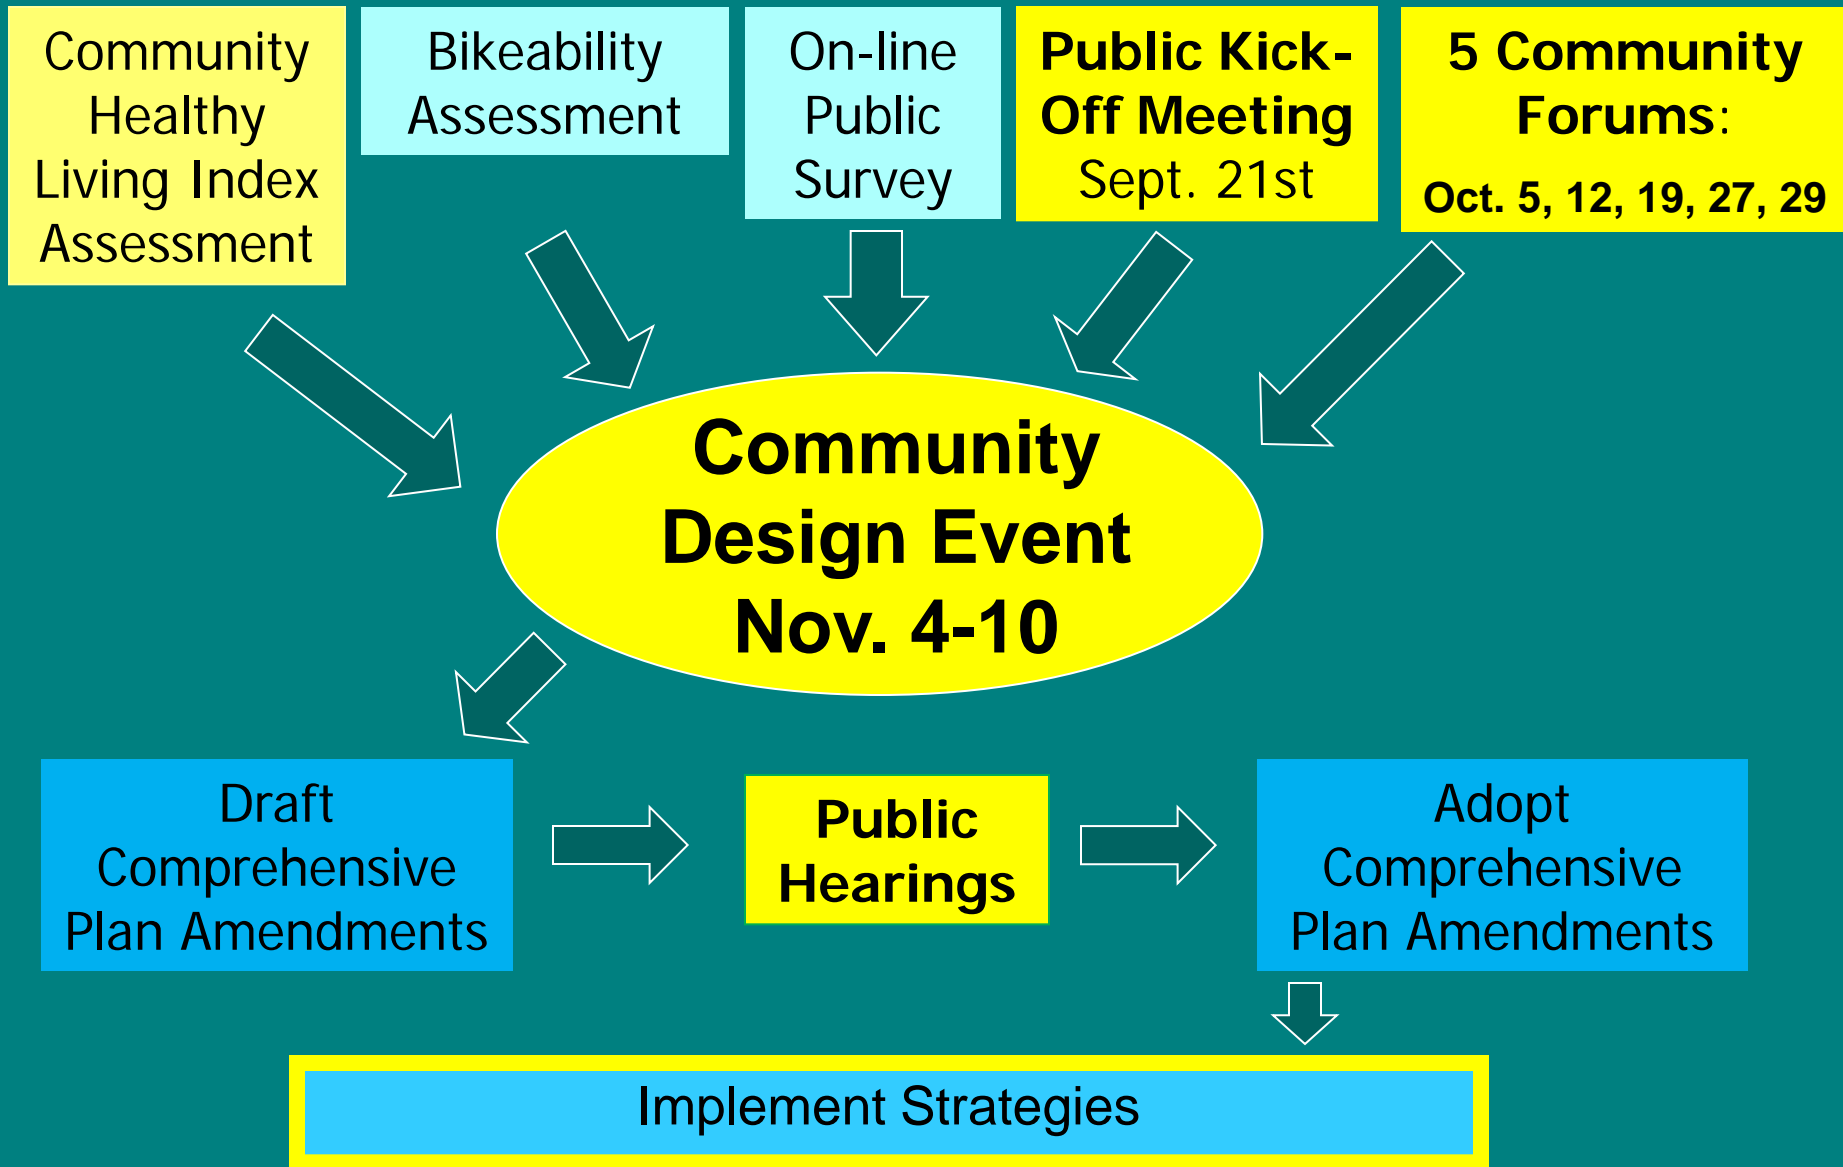 Community
Healthy
Living Index
Assessment
Bikeability
Assessment
On-line
Public
Survey
Public Kick-
Off Meeting
Sept. 21st
5 Community
Forums:
Oct. 5, 12, 19, 27, 29
Community
Design Event
Nov. 4-10
Draft
Comprehensive
Plan Amendments
Public
Hearings
Adopt
Comprehensive
Plan Amendments
Implement Strategies